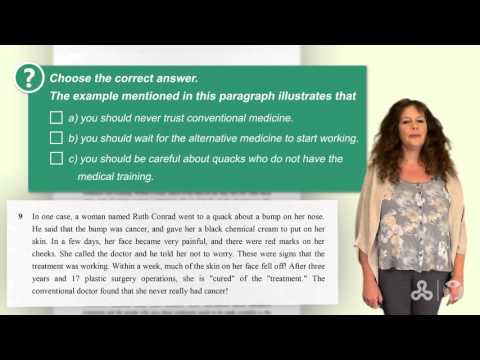 ?
Choose the correct answer.
The example mentioned in this paragraph illustrates that
a) you should never trust conventional medicine.
b) you should wait for the alternative medicine to start working.
c) you should be careful about quacks who do not have the
medical training.
9 In one case, a woman named Ruth Conrad went to a quack about a bump on her nose.
He said that the bump was cancer, and gave her a black chemical cream to put on her
skin. In a few days, her face became very painful, and there were red marks on her
cheeks. She called the doctor and he told her not to worry. These were signs that the
treatment was working. Within a week, much of the skin on her face fell off! After three
years and 17 plastic surgery operations, she is "cured" of the "treatment." The
conventional doctor found that she never really had cancer!